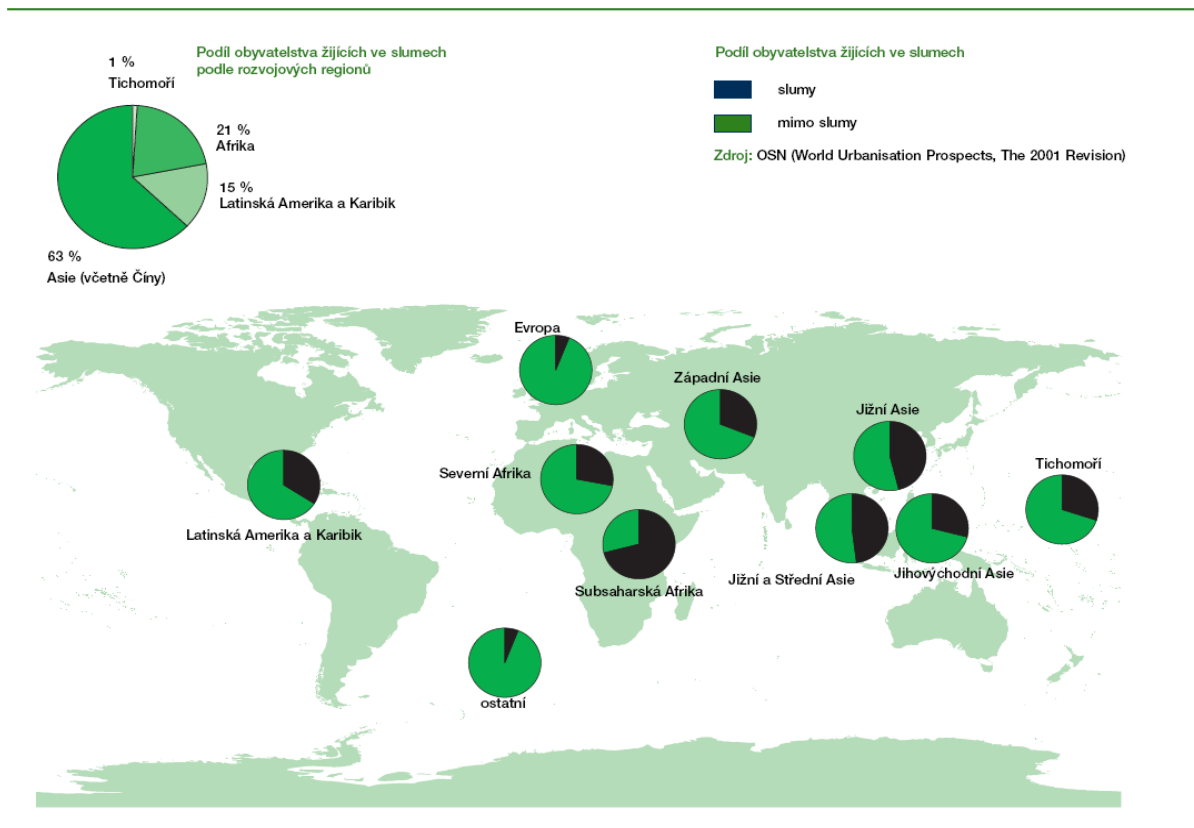 Podíl obyvatelstva žijících ve slumech
podle rozvojových regionů
1 %
Tichomoří
21 %
Afrika
15 %
Latinská Amerika a Karibik
63 %
Asie (včetně Číny)
Podíl obyvatelstva žijících ve slumech
slumy
mimo slumy
Zdroj: OSN (World Urbanisation Prospects, The 2001 Revision)
Evropa
Západní Asie
Jížní Asie
Severní Afrika
Tichomoří
Latinská Amerika a Karibik
Subsaharská Afrika
Jížní a Střední Asie
Jihovýchodní Asie
ostatní